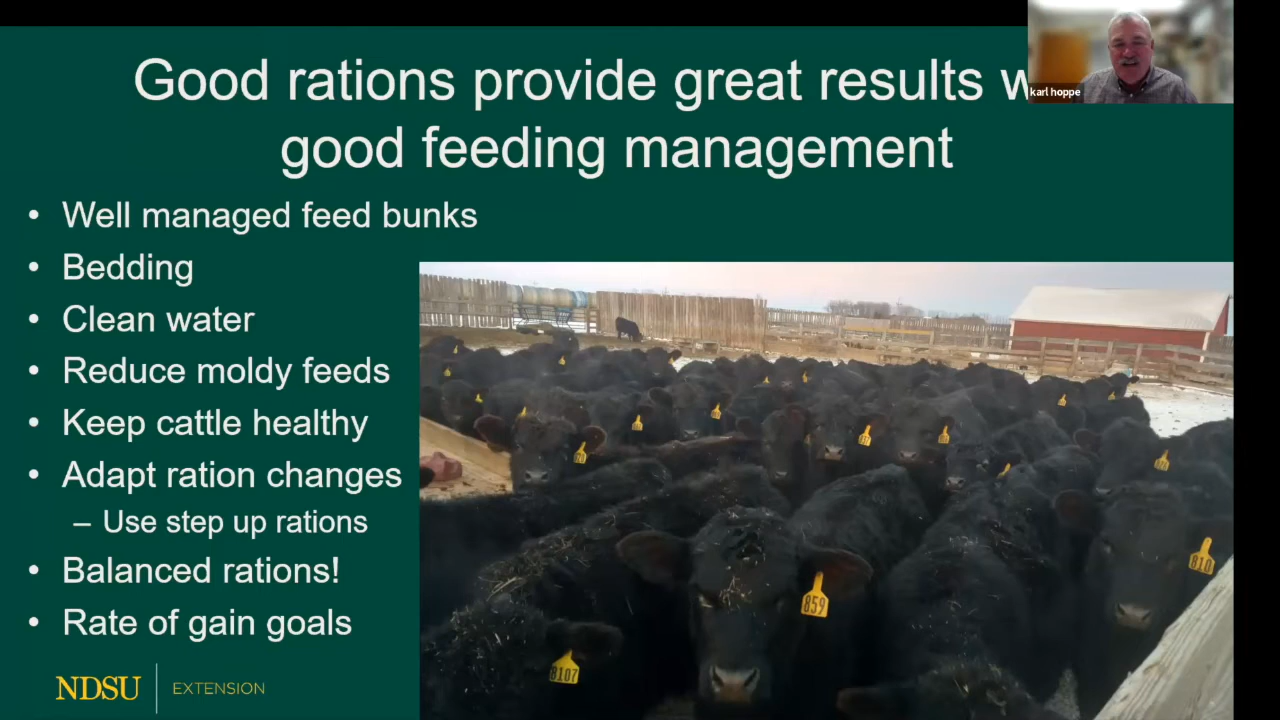 Good rations provide great results w
good feeding management
karl hoppe
• Well managed feed bunks
• Bedding
• Clean water
• Reduce moldy feeds
• Keep cattle healthy
• Adapt ration changes
– Use step up rations
• Balanced rations!
• Rate of gain goals
859
810
8107
NDSU EXTENSION